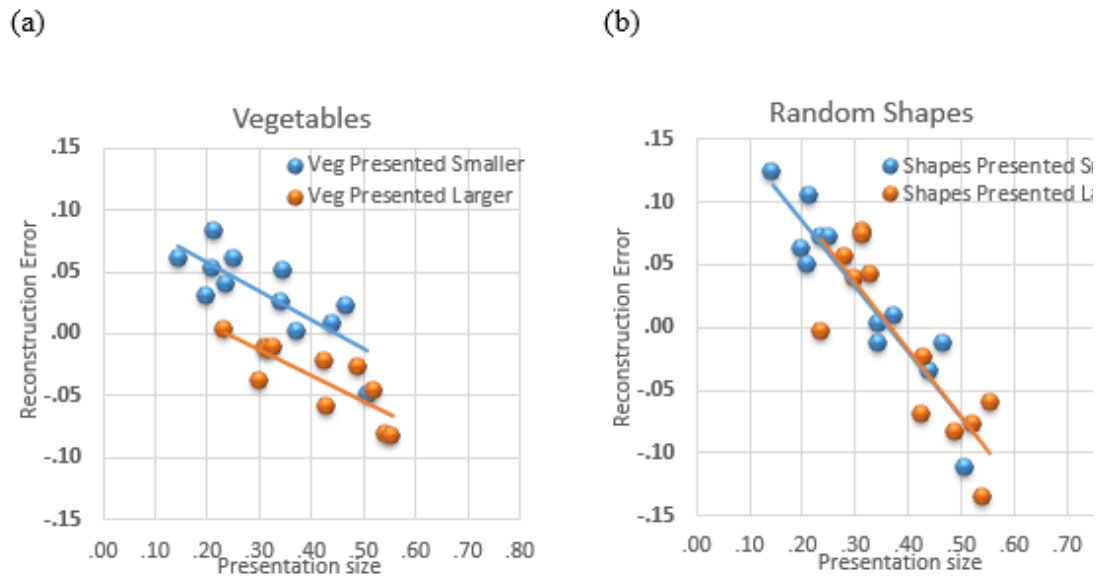 (a)
Vegetables
.15
.10
.05
.00
-.05
-.10
-.15
Reconstruction Error
Veg Presented Smaller
Veg Presented Larger
.00 .10 .20 .30 .40 .50 .60 .70 .80
Presentation size
(b)
Random Shapes
.15
.10
.05
.00
-.05
-.10
-.15
Reconstruction Error
Shapes Presented S
Shapes Presented La
.00 .10 .20 .30 .40 .50 .60 .70
Presentation size